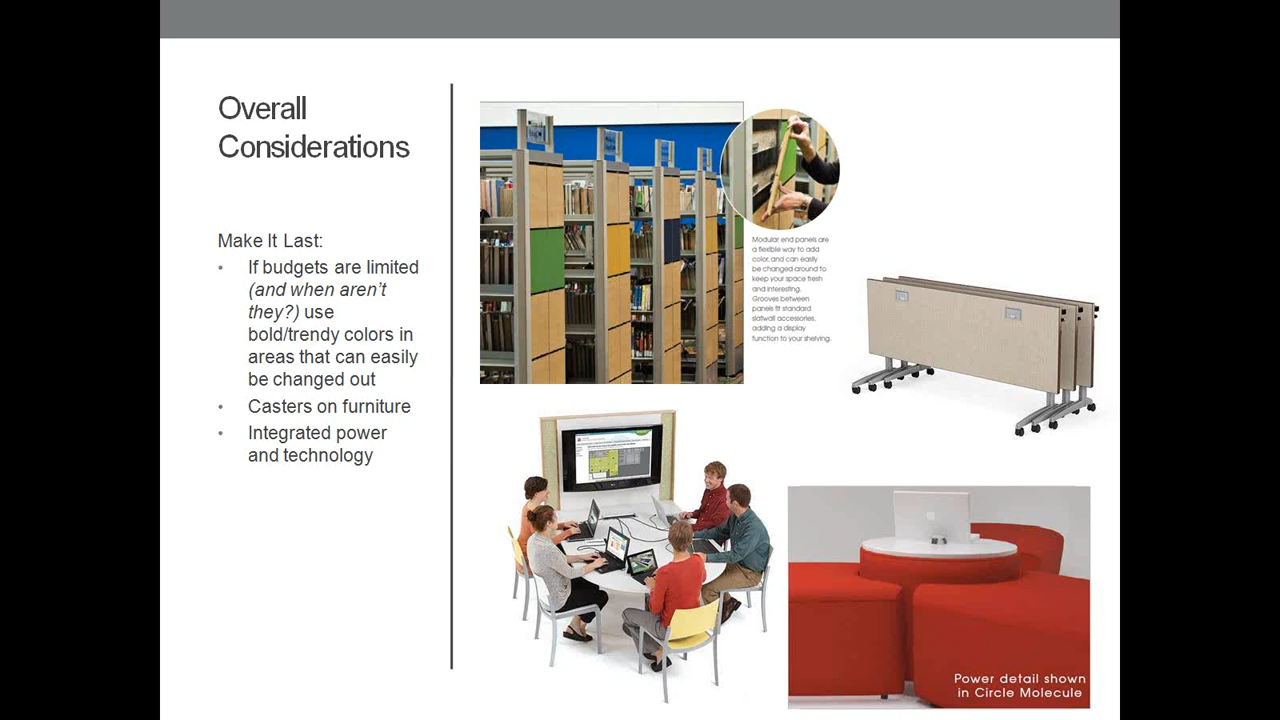 Overall
Considerations
Make It Last:
• If budgets are limited
(and when aren't
they?) use
bold/trendy colors in
areas that can easily
be changed out
• Casters on furniture
• Integrated power
and technology
Modular end panels are
a flexible way to add
color, and can easily
be changed around to
keep your space fresh
and interesting.
Grooves between
panels fit standard
slatwall accessories,
adding a display
function to your shelving.
Power detail shown
in Circle Molecule